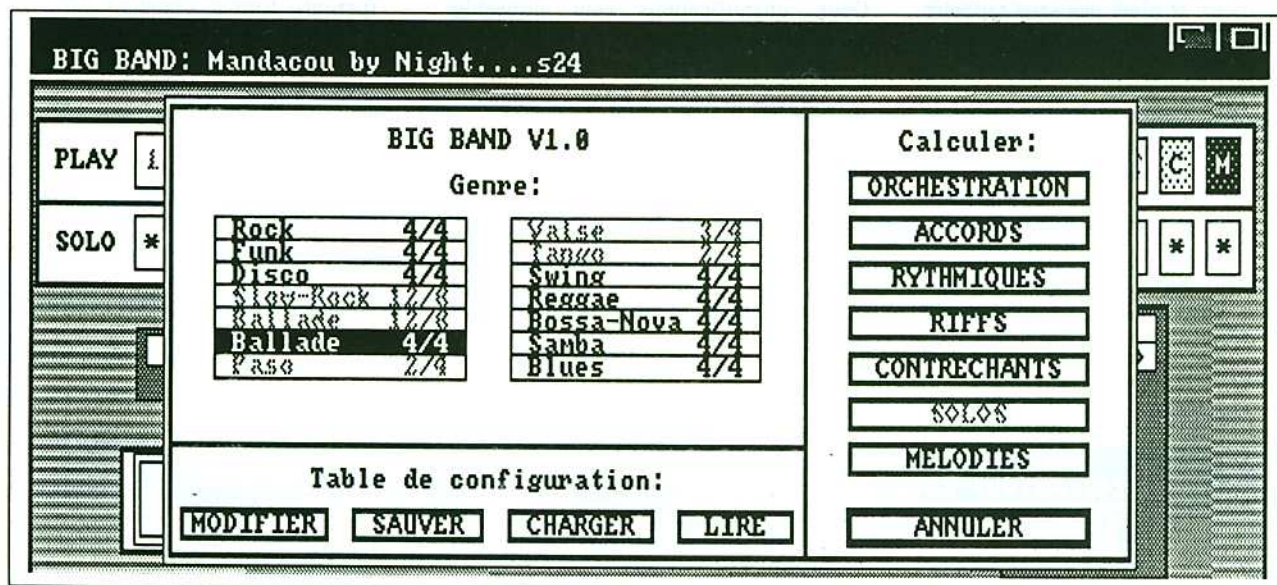 BIG BAND: Mandacou by Night....s24
PLAY i
SOLO *
BIG BAND V1.0
Genre:
Rock 4/4
Funk 4/4
Disco 4/4
Slow-Rock 12/8
Ballade 12/8
Ballade 4/4
Paso 2/4
Valse 3/4
Tango 2/4
Swing 4/4
Reggae 4/4
Bossa-Nova 4/4
Samba 4/4
Blues 4/4
Table de configuration:
MODIFIER SAUVER CHARGER LIRE
Calculer:
ORCHESTRATION
ACCORDS
RYTHMIQUES
RIFFS
CONTRECHANTS
SOLOS
MELODIES
ANNULER
C M
* *